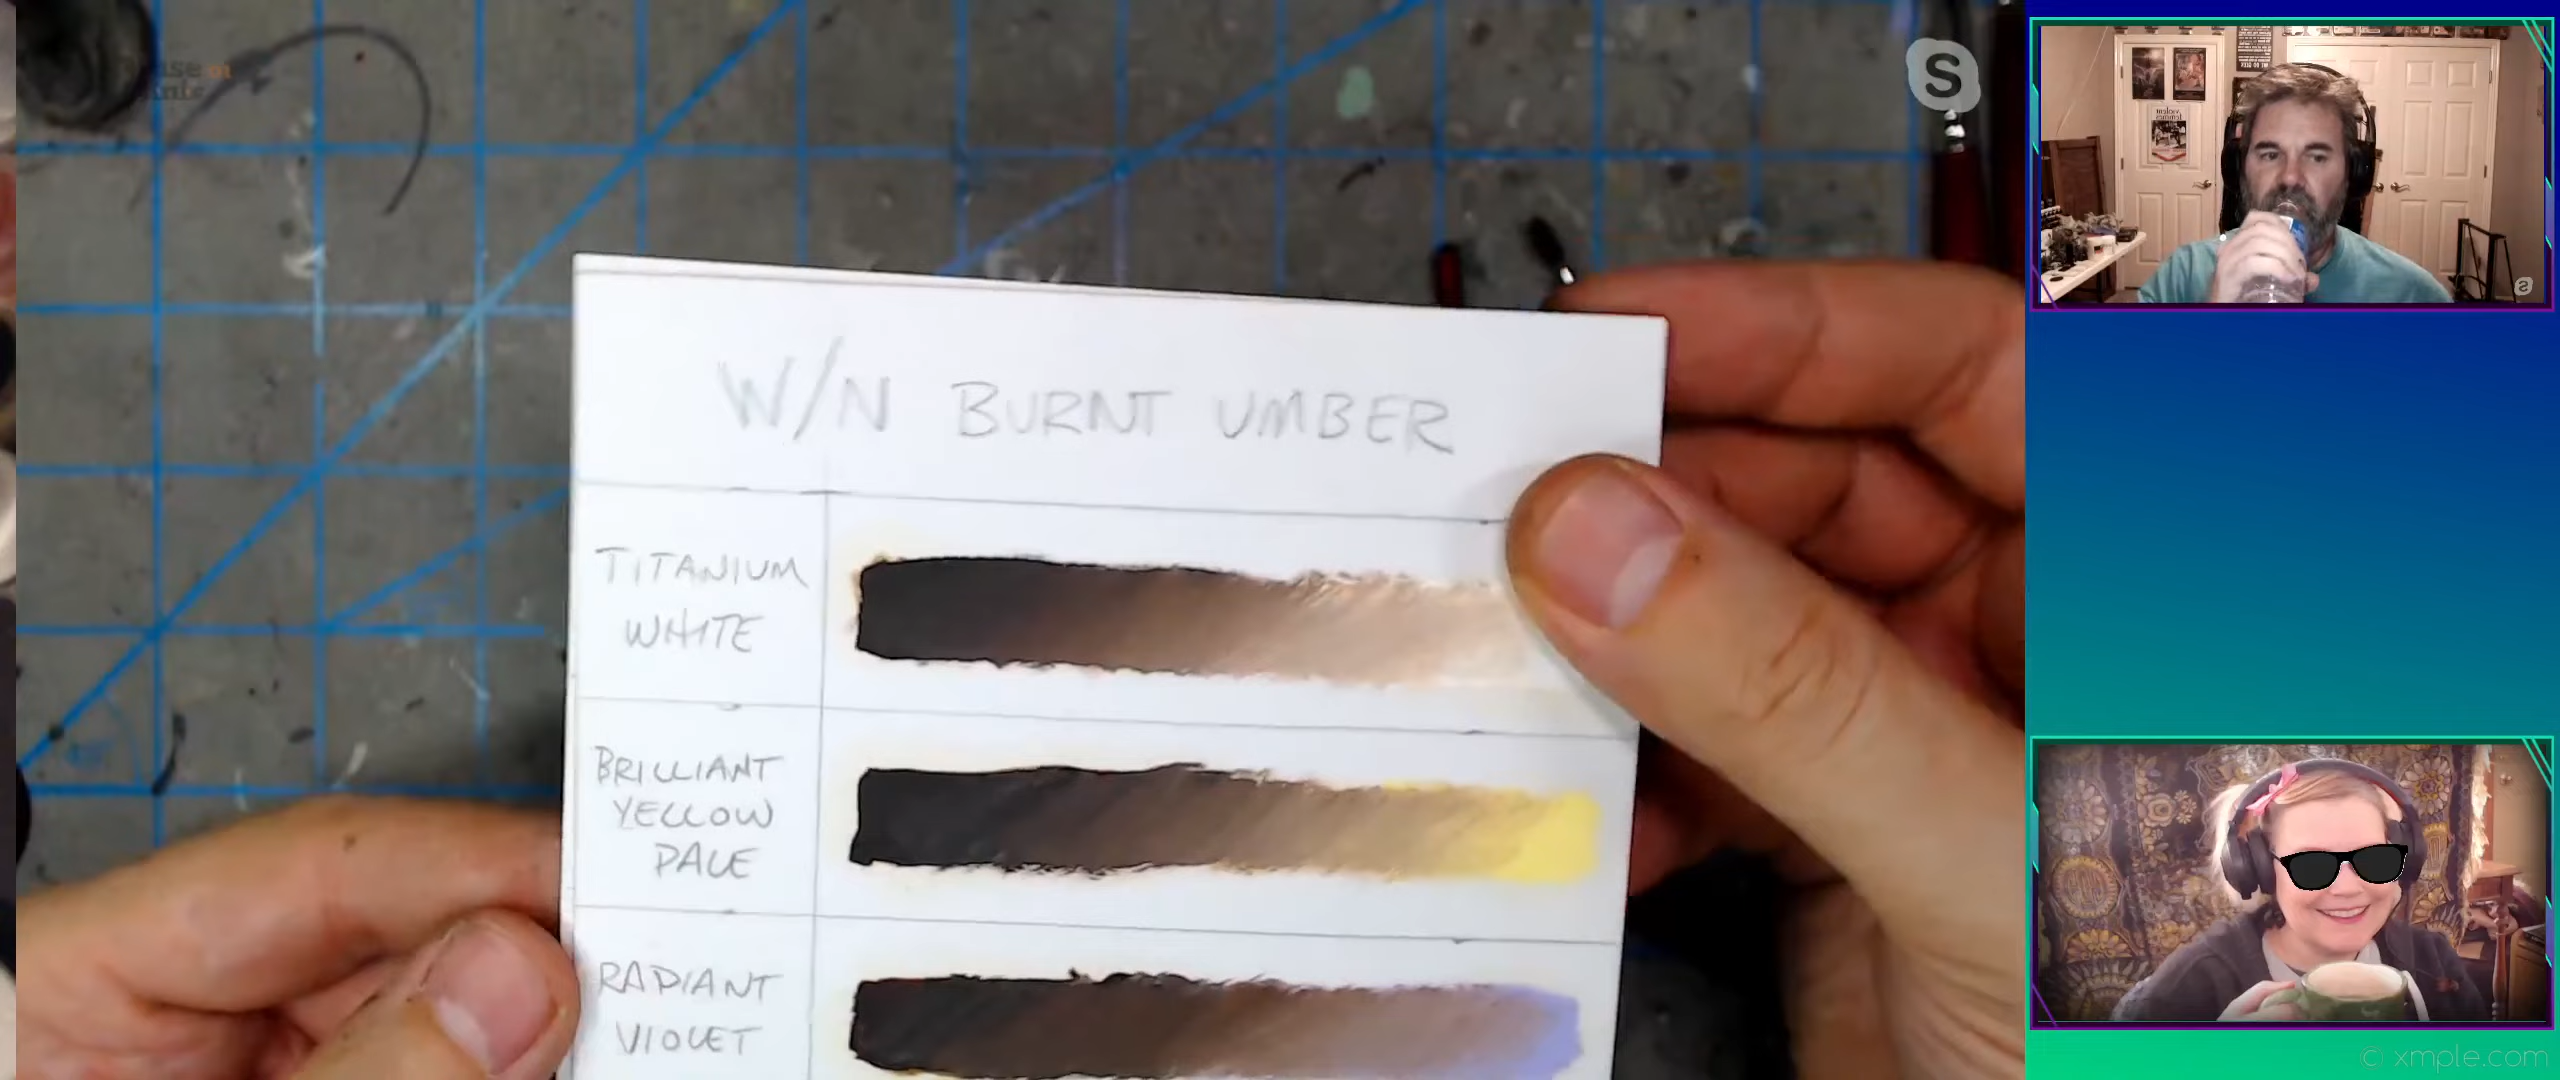 W/N BURNT UMBER
TITANIUM
WHITE
BRILLIANT
YELLOW
PALE
RADIANT
VIOLET
S
© xmple.com